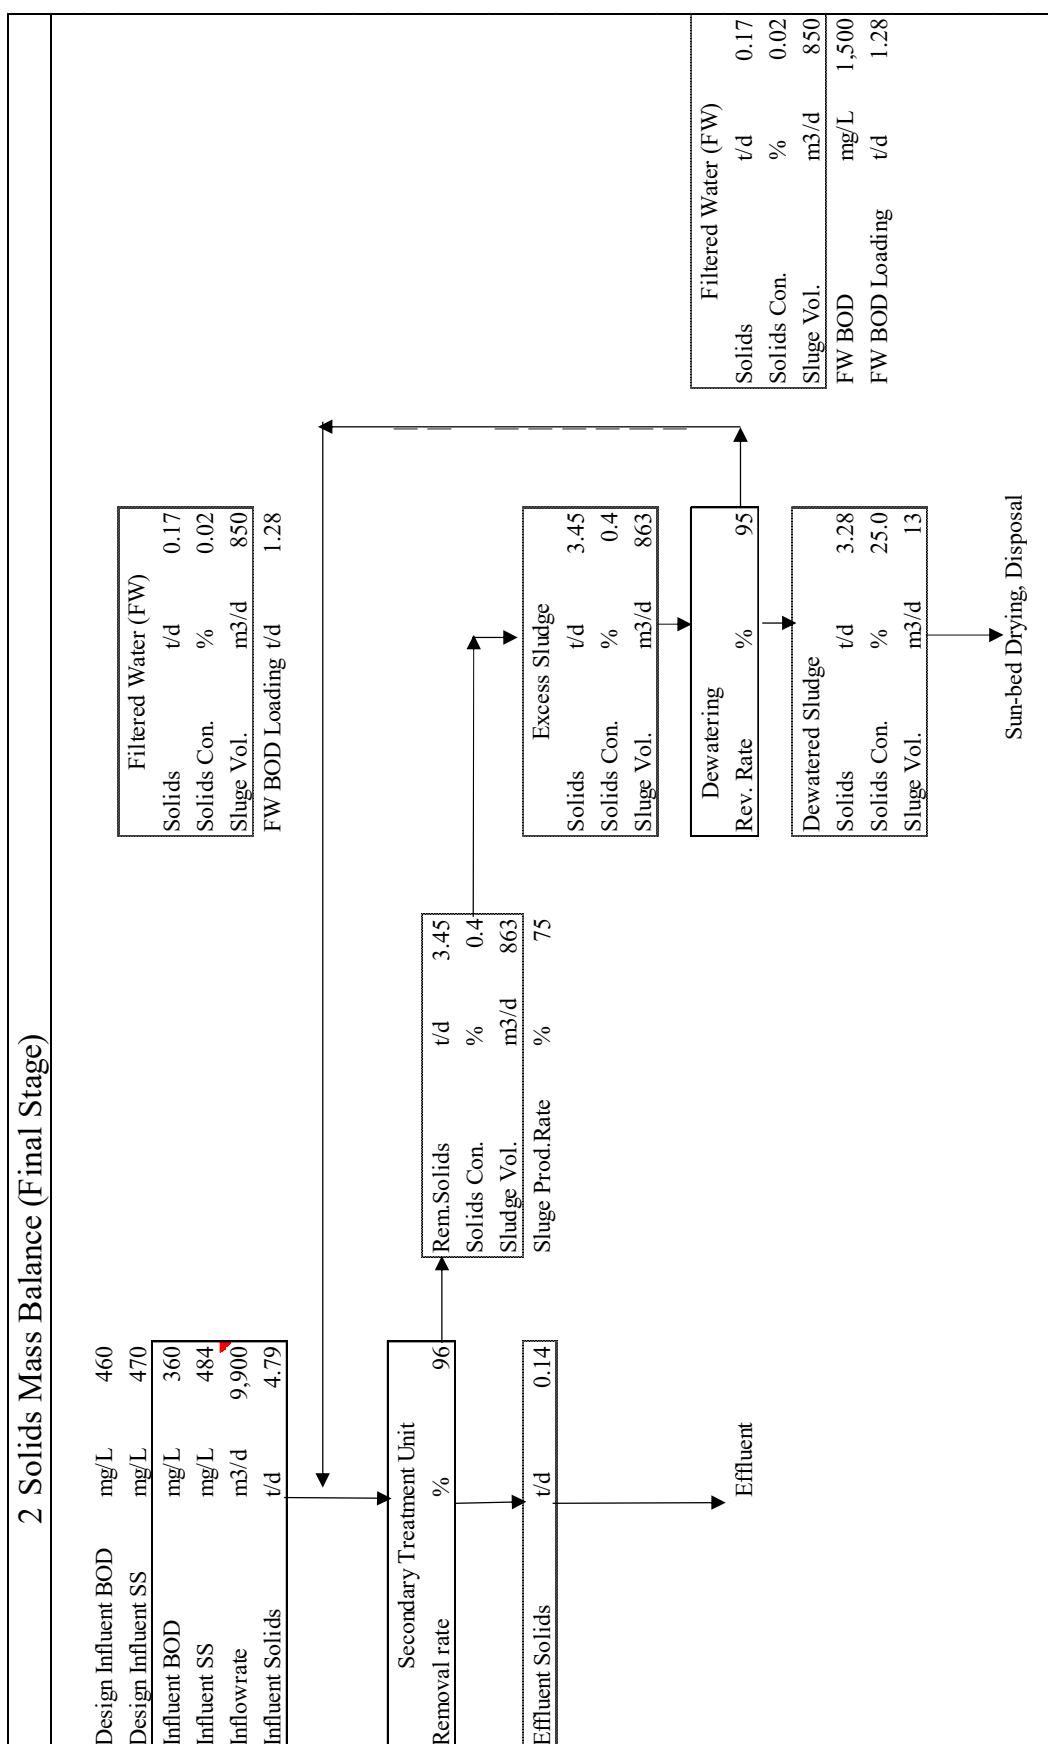 2 Solids Mass Balance (Final Stage)
Design Influent BOD mg/L 460
Design Influent SS mg/L 470
Influent BOD mg/L 360
Influent SS mg/L 484
Inflowrate m3/d 9,900
Influent Solids t/d 4.79
Filtered Water (FW)
Solids t/d 0.17
Solids Con. % 0.02
Sluge Vol. m3/d 850
FW BOD Loading t/d 1.28
Secondary Treatment Unit
Removal rate % 96
Rem.Solids t/d 3.45
Solids Con. % 0.4
Sludge Vol. m3/d 863
Sluge Prod.Rate % 75
Effluent Solids t/d 0.14
Effluent
Excess Sludge
Solids t/d 3.45
Solids Con. % 0.4
Sluge Vol. m3/d 863
Dewatering
Rev. Rate % 95
Dewatered Sludge
Solids t/d 3.28
Solids Con. % 25.0
Sluge Vol. m3/d 13
Sun-bed Drying, Disposal
Filtered Water (FW)
Solids t/d 0.17
Solids Con. % 0.02
Sluge Vol. m3/d 850
FW BOD mg/L 1,500
FW BOD Loading t/d 1.28